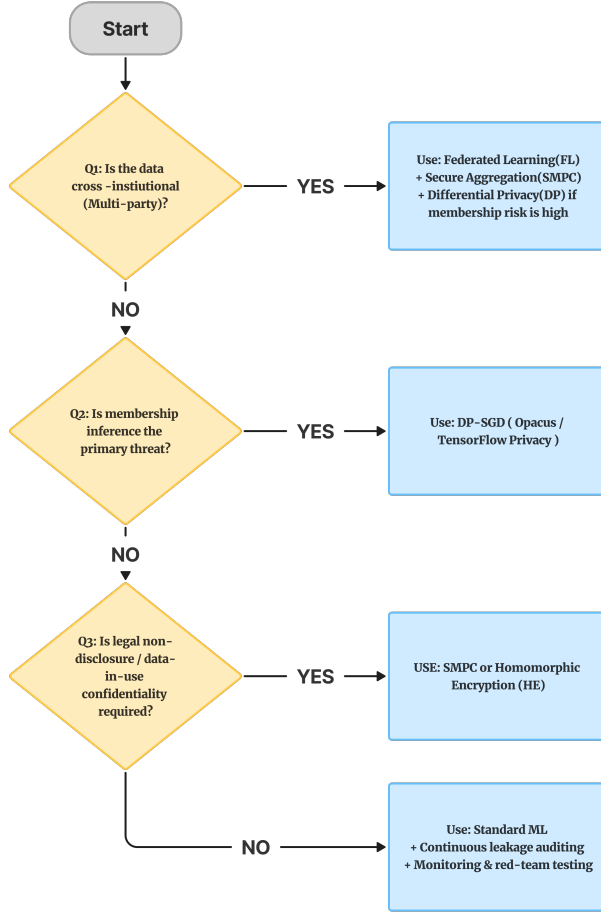 Start
Q1: Is the data
cross -instiutional
(Multi-party)?
YES
Use: Federated Learning(FL)
+ Secure Aggregation(SMPC)
+ Differential Privacy(DP) if
membership risk is high
NO
Q2: Is membership
inference the
primary threat?
YES
Use: DP-SGD ( Opacus /
TensorFlow Privacy )
NO
Q3: Is legal non-
disclosure / data-
in-use
confidentiality
required?
YES
USE: SMPC or Homomorphic
Encryption (HE)
NO
Use: Standard ML
+ Continuous leakage auditing
+ Monitoring & red-team testing